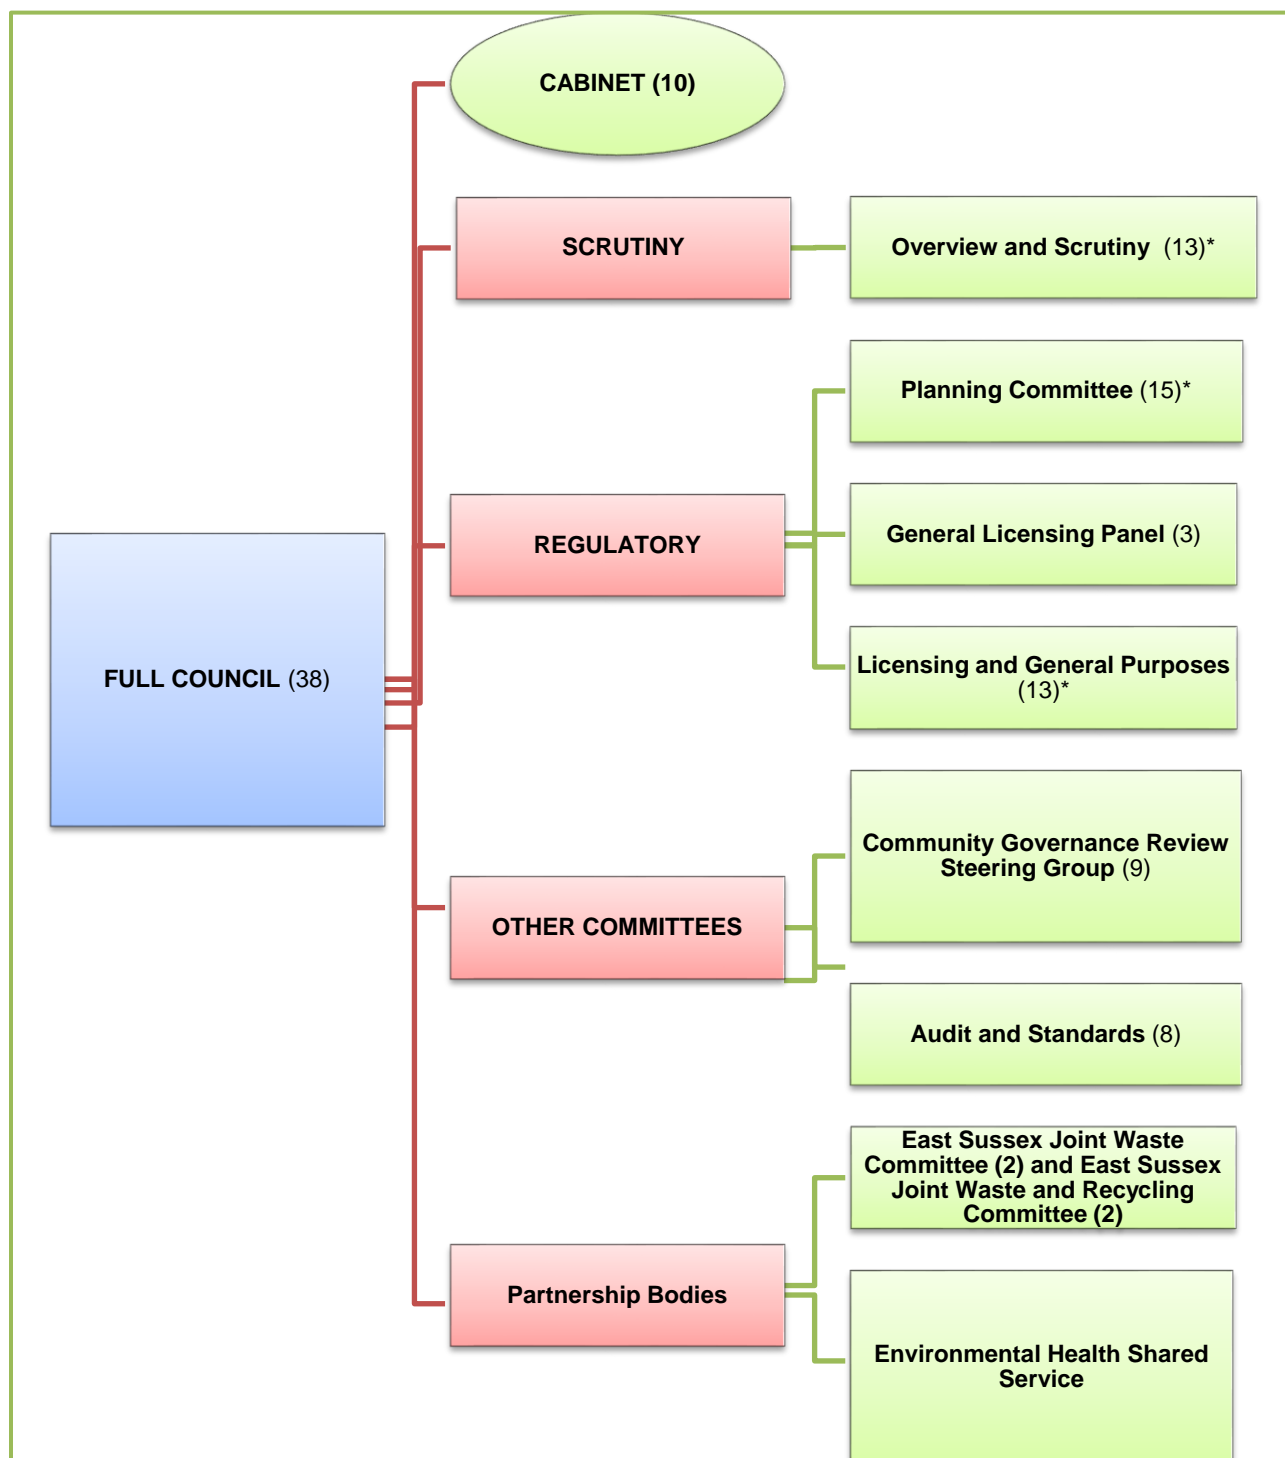 CABINET (10)
SCRUTINY
Overview and Scrutiny  (13)*
Planning Committee (15)*
REGULATORY
General Licensing Panel (3)
Licensing and General Purposes
(13)*
FULL COUNCIL (38)
Community Governance Review
Steering Group (9)
OTHER COMMITTEES
Audit and Standards (8)
East Sussex Joint Waste
Committee (2) and East Sussex
Joint Waste and Recycling
Committee (2)
Partnership Bodies
Environmental Health Shared
Service